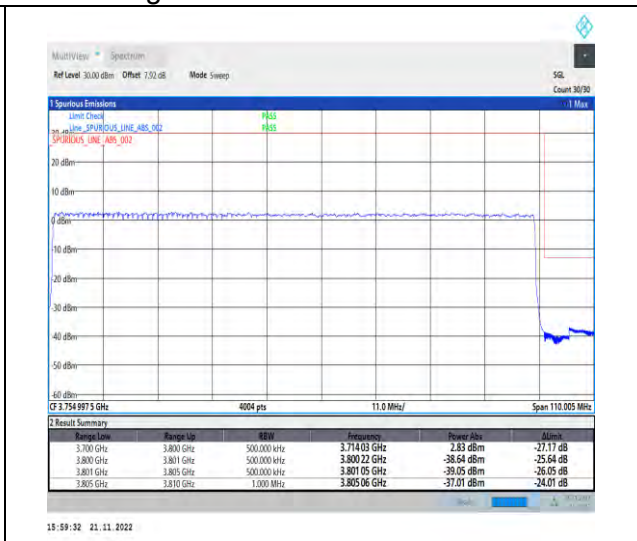 MultiView Spectrum
Ref Level 30.00 dBm Offset 7.92 dB Mode Sweep SGL
Count 30/30
1 Spurious Emissions 1 Max
Limit Check PASS
Line _SPURIOUS_LINE_ABS_002 PASS
_SPURIOUS_LINE_ABS_002
20 dBm
10 dBm
0 dBm
-10 dBm
-20 dBm
-30 dBm
-40 dBm
-50 dBm
-60 dBm
CF 3.754 997 5 GHz 4004 pts 11.0 MHz/ Span 110.005 MHz
2 Result Summary
Range Low Range Up RBW Frequency Power Abs ΔLimit
3.700 GHz 3.800 GHz 500.000 kHz 3.714 03 GHz 2.83 dBm -27.17 dB
3.800 GHz 3.801 GHz 500.000 kHz 3.800 22 GHz -38.64 dBm -25.64 dB
3.801 GHz 3.805 GHz 500.000 kHz 3.801 05 GHz -39.05 dBm -26.05 dB
3.805 GHz 3.810 GHz 1.000 MHz 3.805 06 GHz -37.01 dBm -24.01 dB
15:59:32 21.11.2022